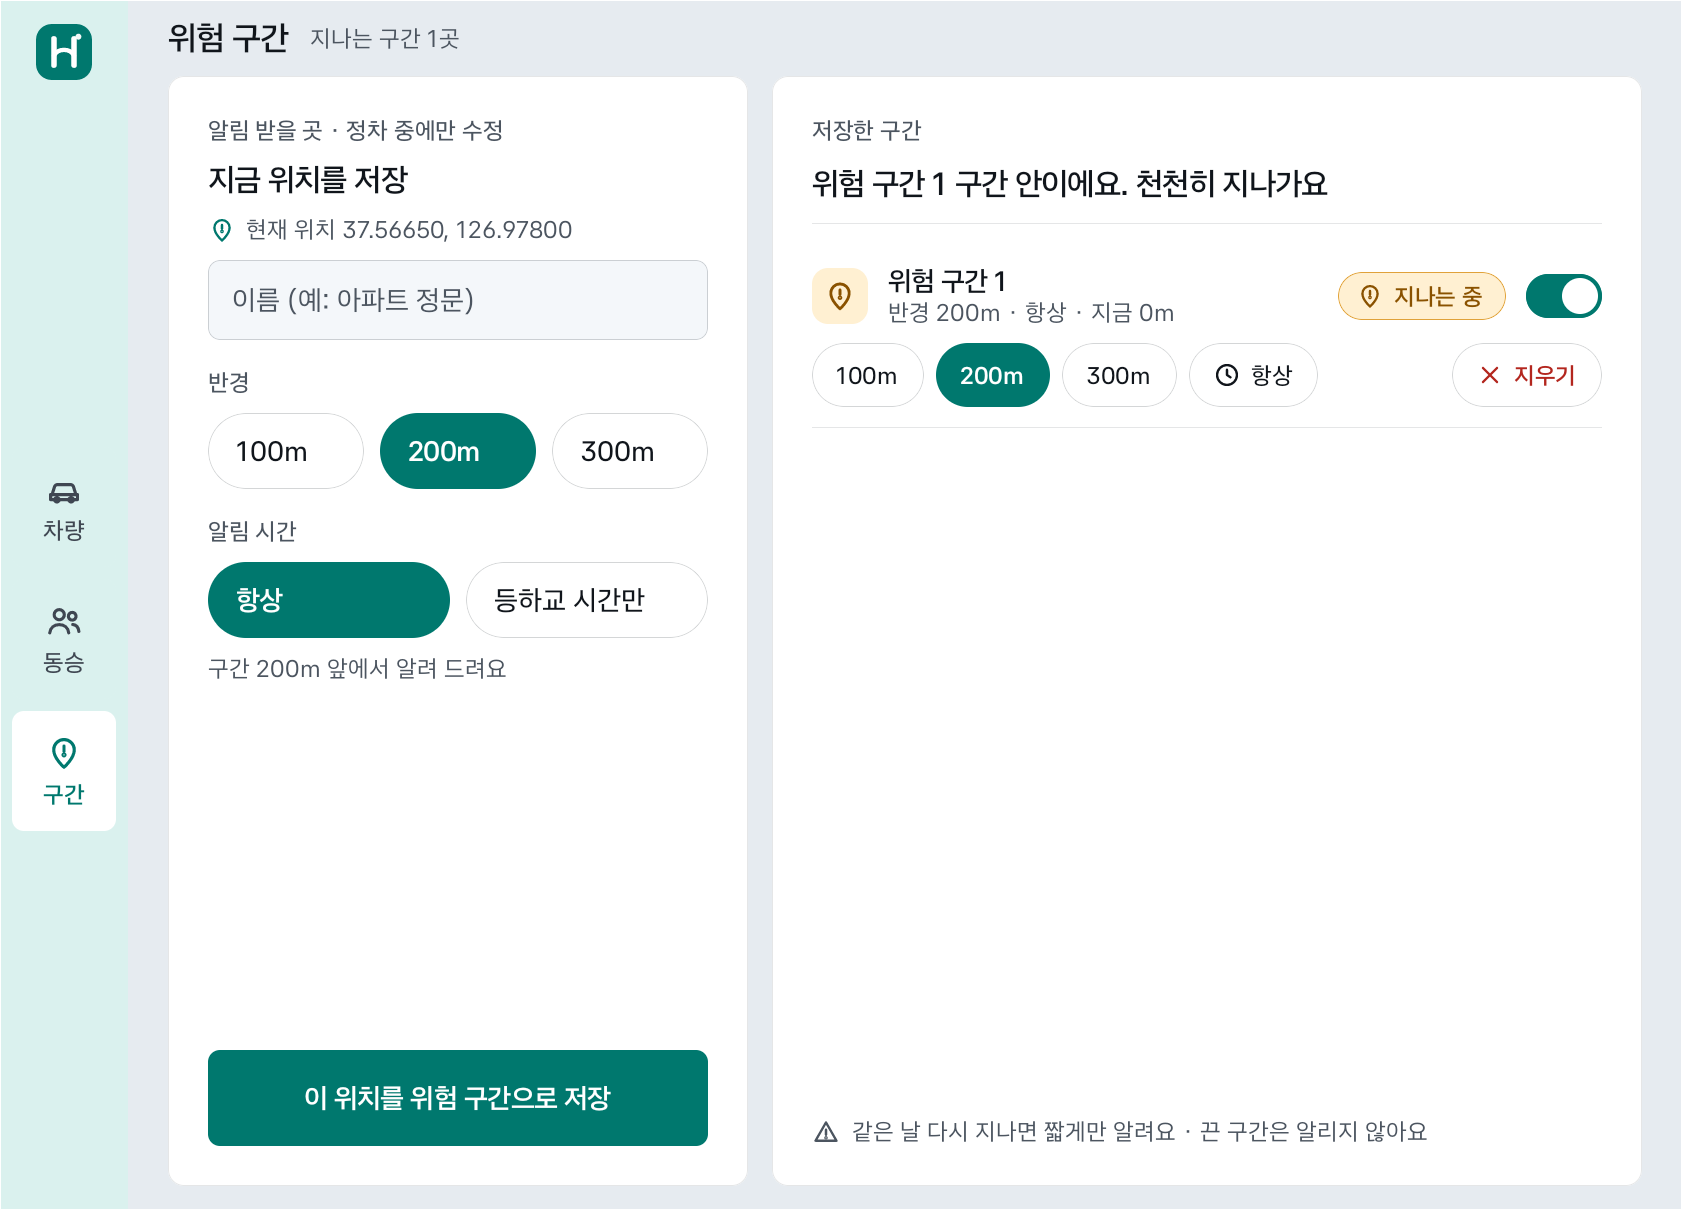 위험 구간 지나는 구간 1곳
알림 받을 곳 · 정차 중에만 수정
지금 위치를 저장
현재 위치 37.56650, 126.97800
이름 (예: 아파트 정문)
반경
100m 200m 300m
알림 시간
항상 등하교 시간만
구간 200m 앞에서 알려 드려요
이 위치를 위험 구간으로 저장
저장한 구간
위험 구간 1 구간 안이에요. 천천히 지나가요
위험 구간 1
반경 200m · 항상 · 지금 0m
지나는 중
100m 200m 300m 항상 지우기
같은 날 다시 지나면 짧게만 알려요 · 끈 구간은 알리지 않아요
차량
동승
구간